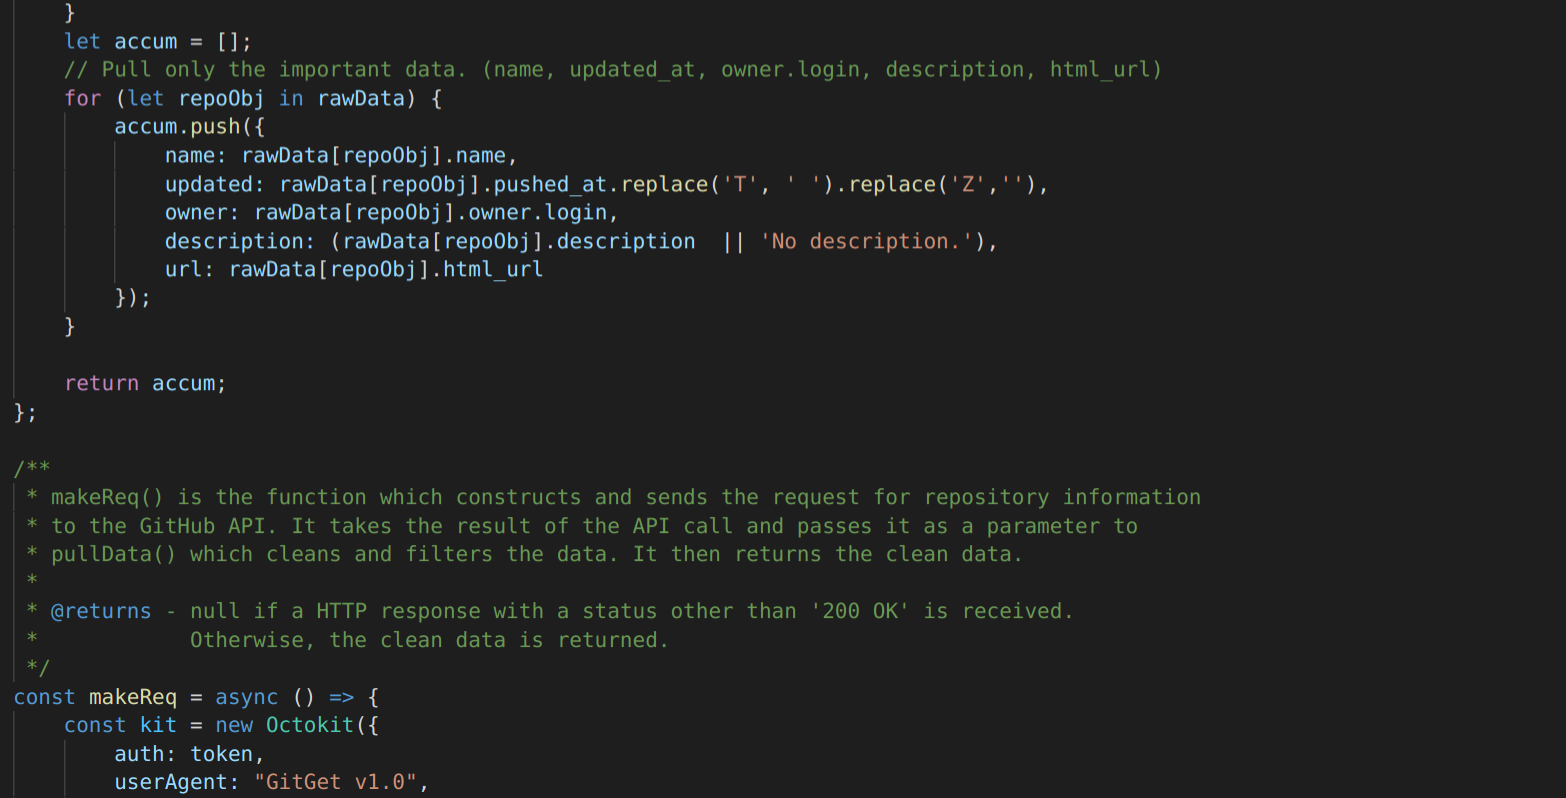 }
    let accum = [];
    // Pull only the important data. (name, updated_at, owner.login, description, html_url)
    for (let repoObj in rawData) {
        accum.push({
            name: rawData[repoObj].name,
            updated: rawData[repoObj].pushed_at.replace('T', ' ').replace('Z',''),
            owner: rawData[repoObj].owner.login,
            description: (rawData[repoObj].description  || 'No description.'),
            url: rawData[repoObj].html_url
        });
    }

    return accum;
};

/**
 * makeReq() is the function which constructs and sends the request for repository information
 * to the GitHub API. It takes the result of the API call and passes it as a parameter to
 * pullData() which cleans and filters the data. It then returns the clean data.
 *
 * @returns - null if a HTTP response with a status other than '200 OK' is received.
 *            Otherwise, the clean data is returned.
 */
const makeReq = async () => {
    const kit = new Octokit({
        auth: token,
        userAgent: "GitGet v1.0",